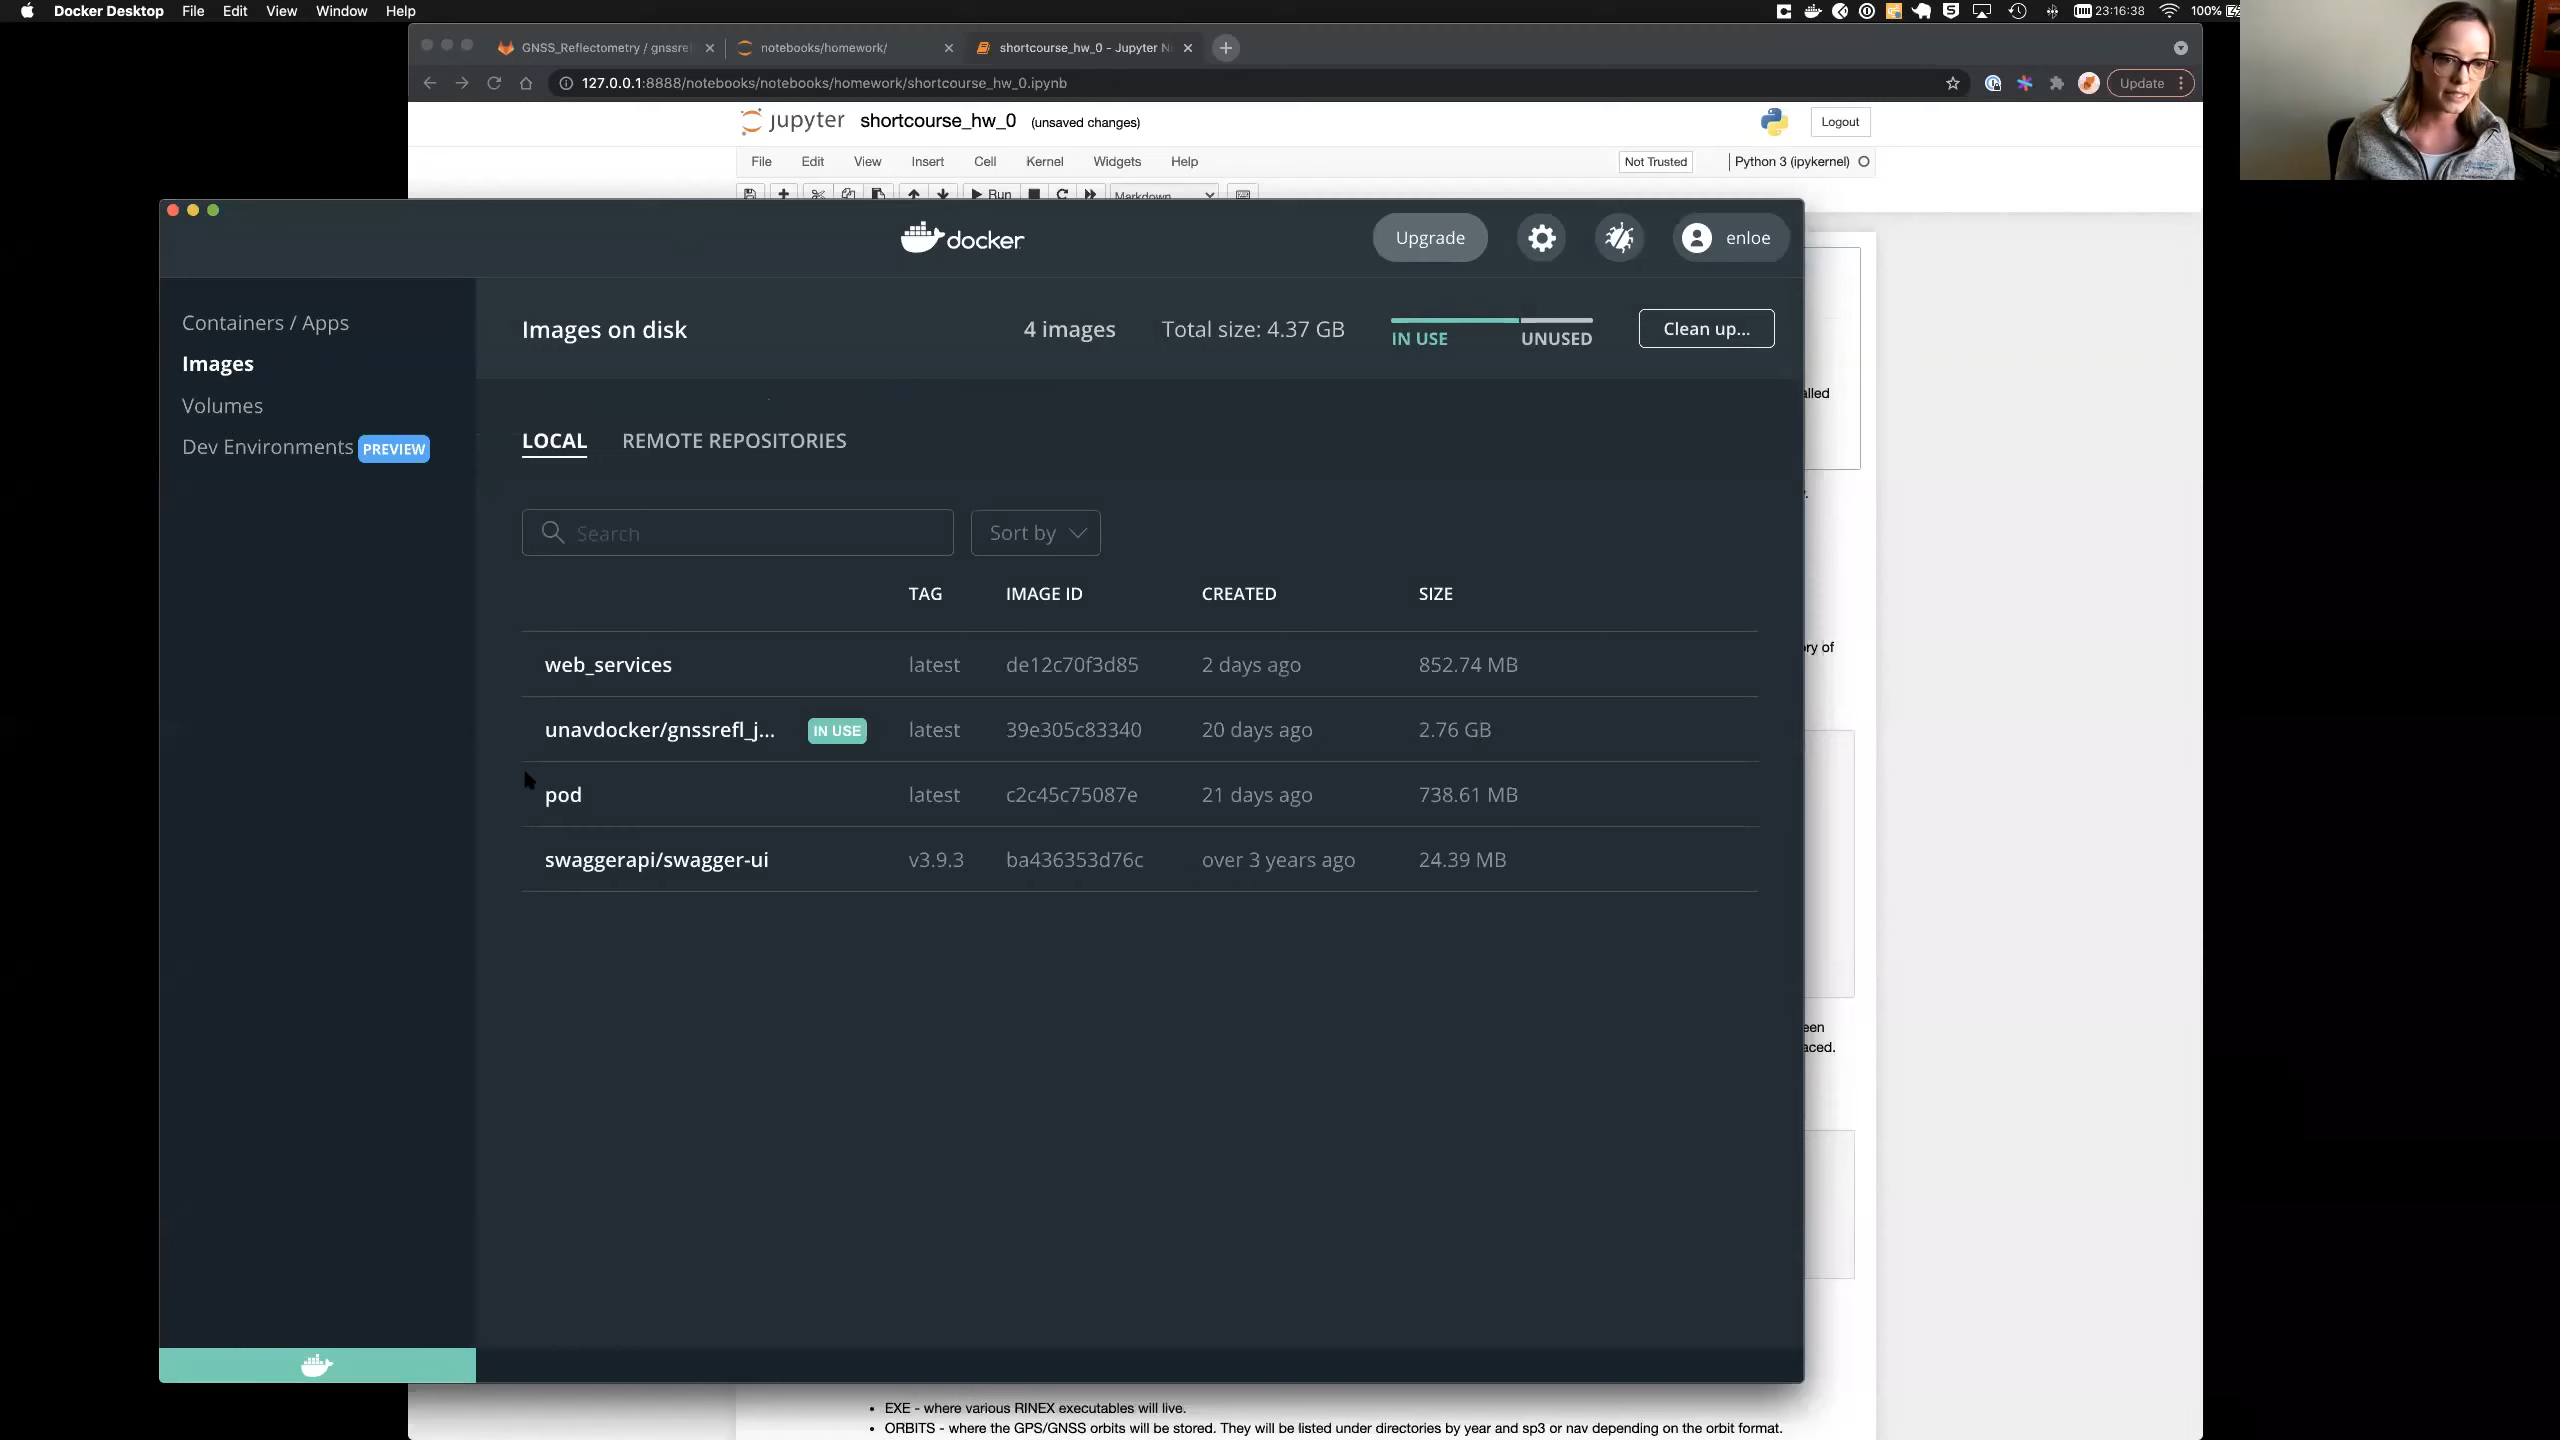 Docker Desktop File Edit View Window Help
23:16:38 100%
GNSS_Reflectometry / gnssre
notebooks/homework/
shortcourse_hw_0 - Jupyter N
127.0.0.1:8888/notebooks/notebooks/homework/shortcourse_hw_0.ipynb
Update
jupyter shortcourse_hw_0 (unsaved changes)
Logout
File Edit View Insert Cell Kernel Widgets Help
Not Trusted
Python 3 (ipykernel)
Run
Markdown
docker
Upgrade
enloe
Containers / Apps
Images
Volumes
Dev Environments PREVIEW
Images on disk
4 images
Total size: 4.37 GB
IN USE
UNUSED
Clean up...
LOCAL REMOTE REPOSITORIES
Search
Sort by
TAG IMAGE ID CREATED SIZE
web_services latest de12c70f3d85 2 days ago 852.74 MB
unavdocker/gnssrefl_j... IN USE latest 39e305c83340 20 days ago 2.76 GB
pod latest c2c45c75087e 21 days ago 738.61 MB
swaggerapi/swagger-ui v3.9.3 ba436353d76c over 3 years ago 24.39 MB
• EXE - where various RINEX executables will live.
• ORBITS - where the GPS/GNSS orbits will be stored. They will be listed under directories by year and sp3 or nav depending on the orbit format.